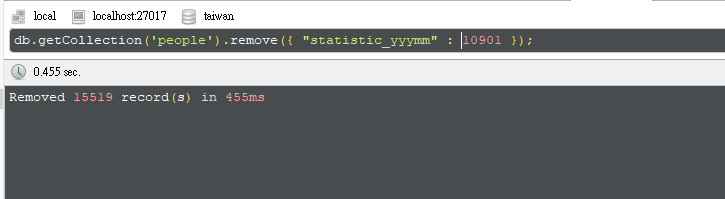 local localhost:27017 taiwan
db.getCollection('people').remove({ "statistic_yyymm" : 10901 });
0.455 sec.
Removed 15519 record(s) in 455ms